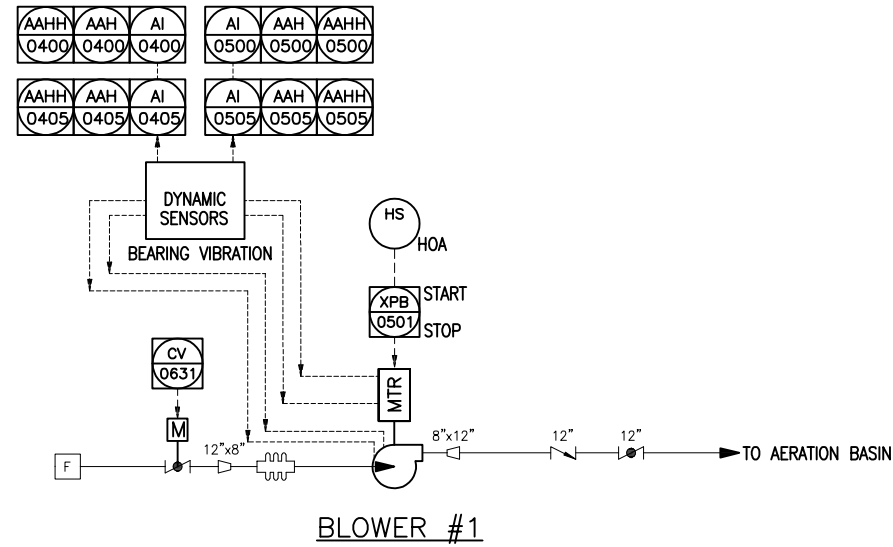 AAHH AAH AI AI AAH AAHH
0400 0400 0400 0500 0500 0500
AAHH AAH AI AI AAH AAHH
0405 0405 0405 0505 0505 0505
DYNAMIC
SENSORS
BEARING VIBRATION
HS
HOA
XPB
0501
START
STOP
CV
0631
MTR
M
12"x8"
8"x12"
12"
12"
F
TO AERATION BASIN
BLOWER #1